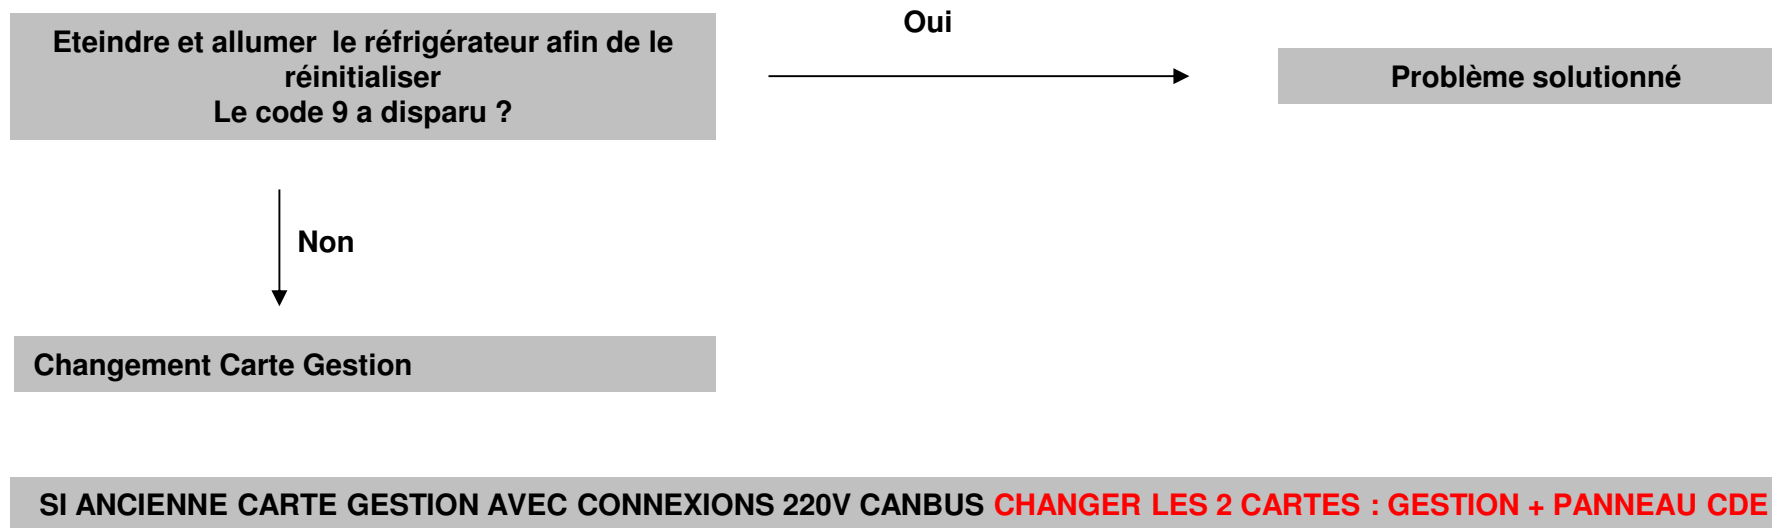 Oui
Eteindre et allumer le réfrigérateur afin de le
réinitialiser
Le code 9 a disparu ?
Problème solutionné
Non
Changement Carte Gestion
SI ANCIENNE CARTE GESTION AVEC CONNEXIONS 220V CANBUS CHANGER LES 2 CARTES : GESTION + PANNEAU CDE